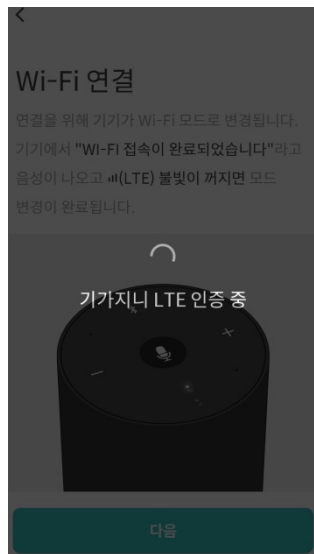 Wi-Fi 연결
연결을 위해 기기가 Wi-Fi 모드로 변경됩니다.
기기에서 "WI-FI 접속이 완료되었습니다"라고
음성이 나오고 (LTE) 불빛이 꺼지면 모드
변경이 완료됩니다.
기가지니 LTE 인증 중
다음